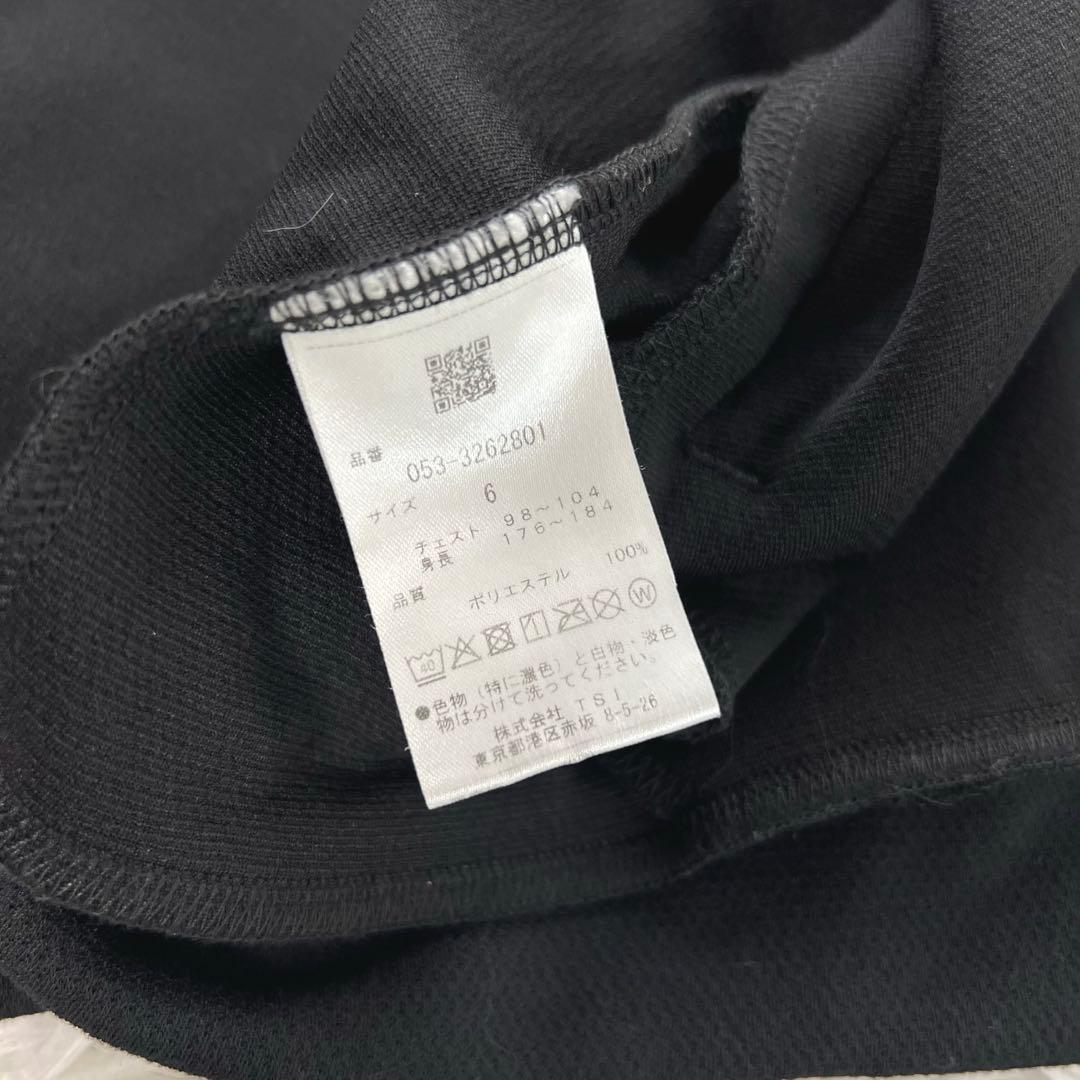 品番 053-3262801
サイズ 6
チェスト 98～104
身長 176～184
品質 ポリエステル 100%
40 W
●色物（特に濃色）と白物・淡色
物は分けて洗ってください。
株式会社 TSI
東京都港区赤坂 8-5-26